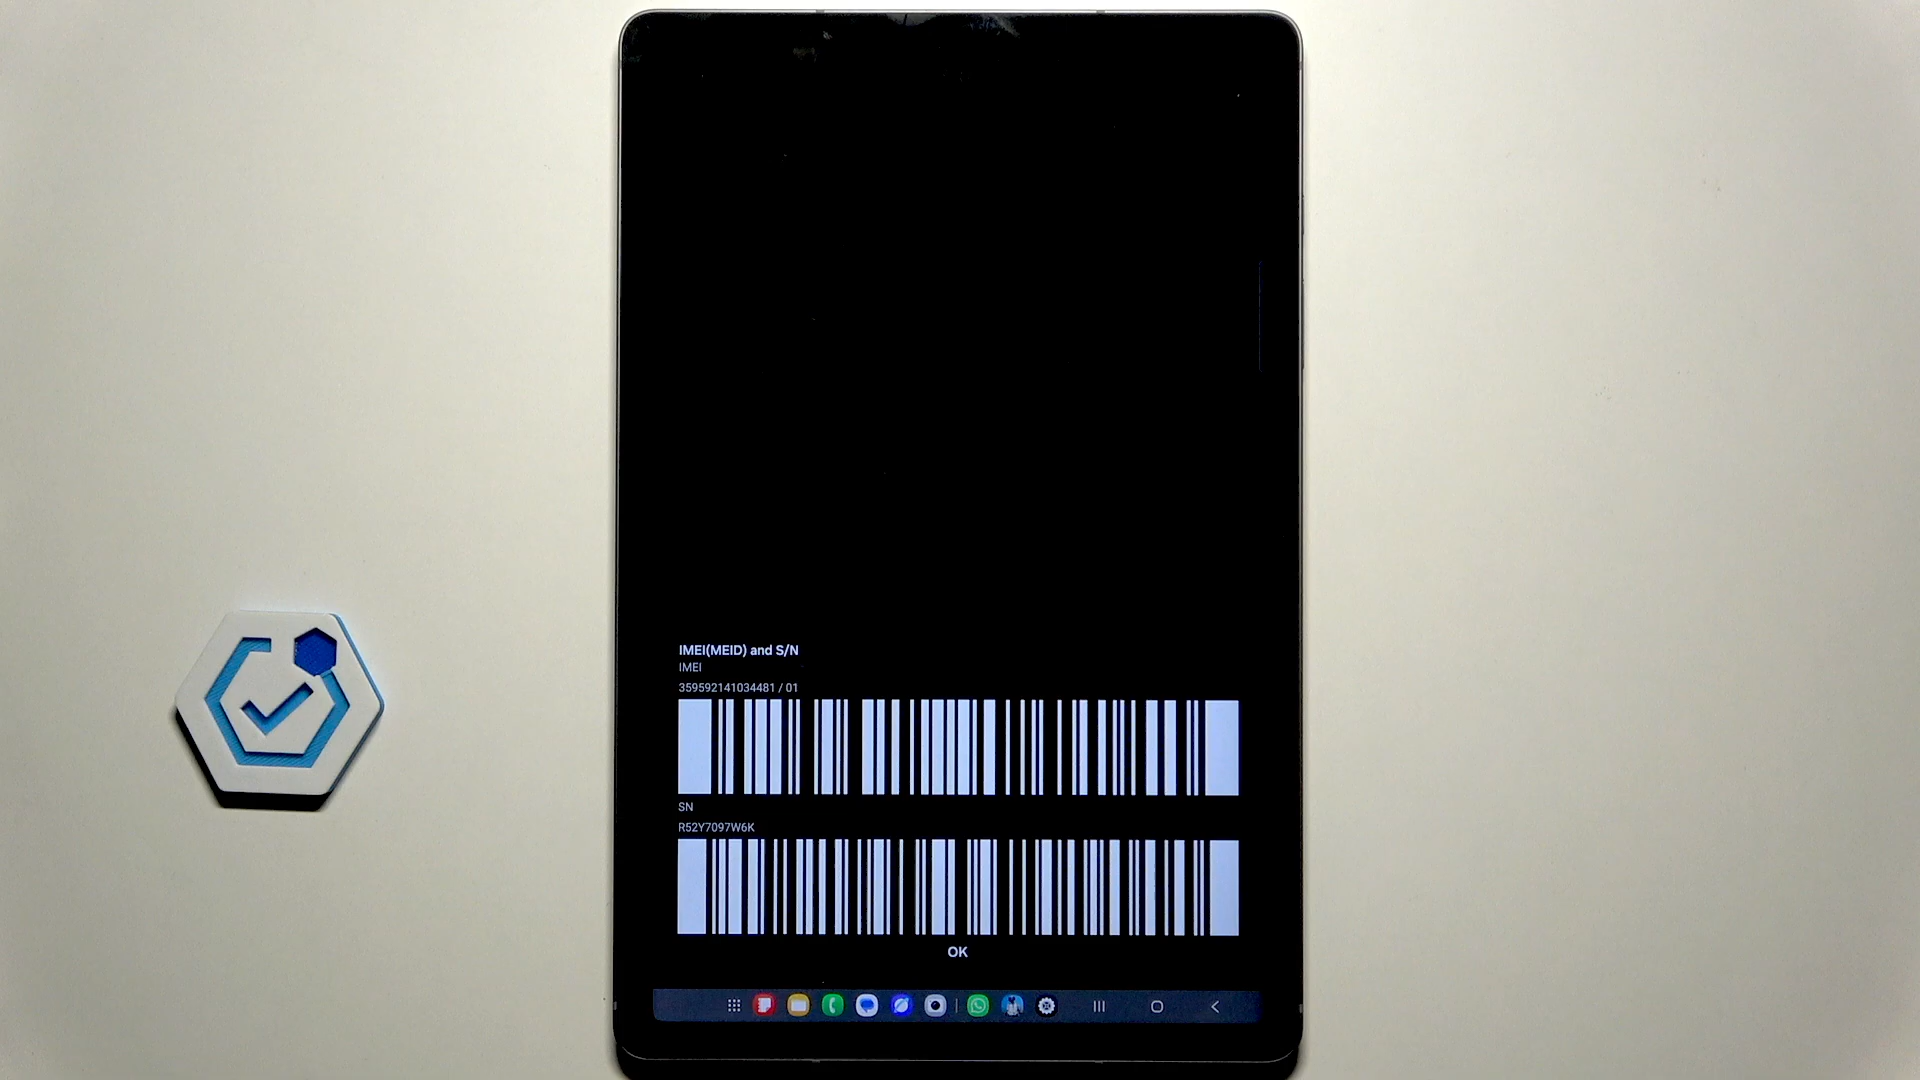 IMEI(MEID) and S/N
IMEI
359592141034481 / 01
SN
R52Y7097W6K
OK